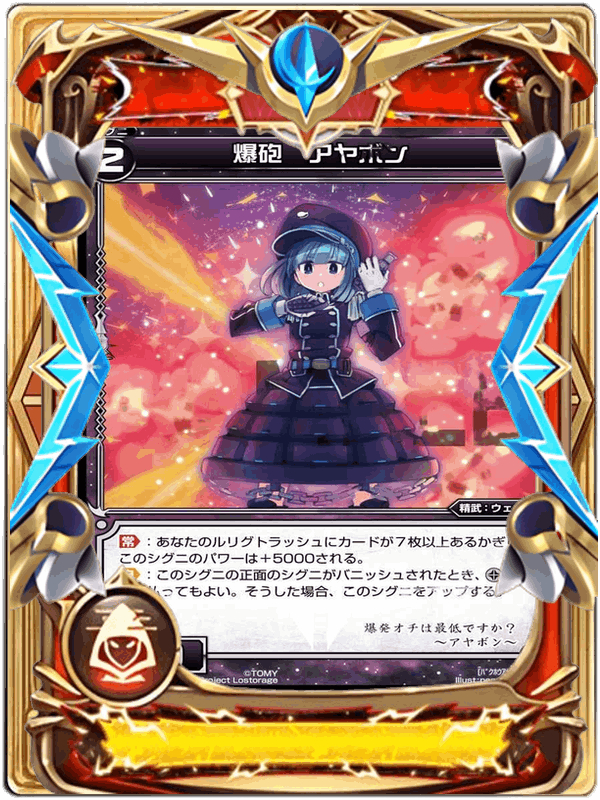 2
爆砲 アヤボン
精武：ウェ
常：あなたのルリグトラッシュにカードが７枚以上あるかぎ
このシグニのパワーは＋5000される。
：このシグニの正面のシグニがバニッシュされたとき、
ってもよい。そうした場合、このシグニをアップする
爆発オチは最低ですか？
～アヤボン～
©TOMY
roject Lostorage
Illust: